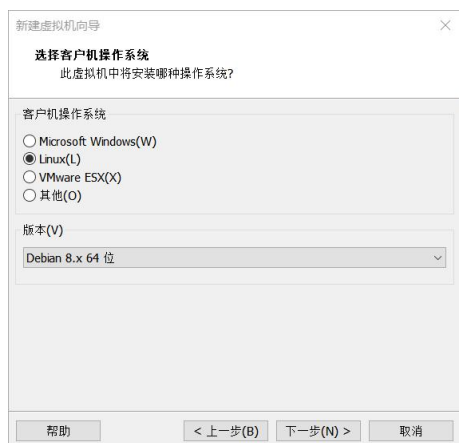 新建虚拟机向导
选择客户机操作系统
此虚拟机中将安装哪种操作系统?
客户机操作系统
Microsoft Windows(W)
Linux(L)
VMware ESX(X)
其他(O)
版本(V)
Debian 8.x 64 位
帮助
< 上一步(B)
下一步(N) >
取消